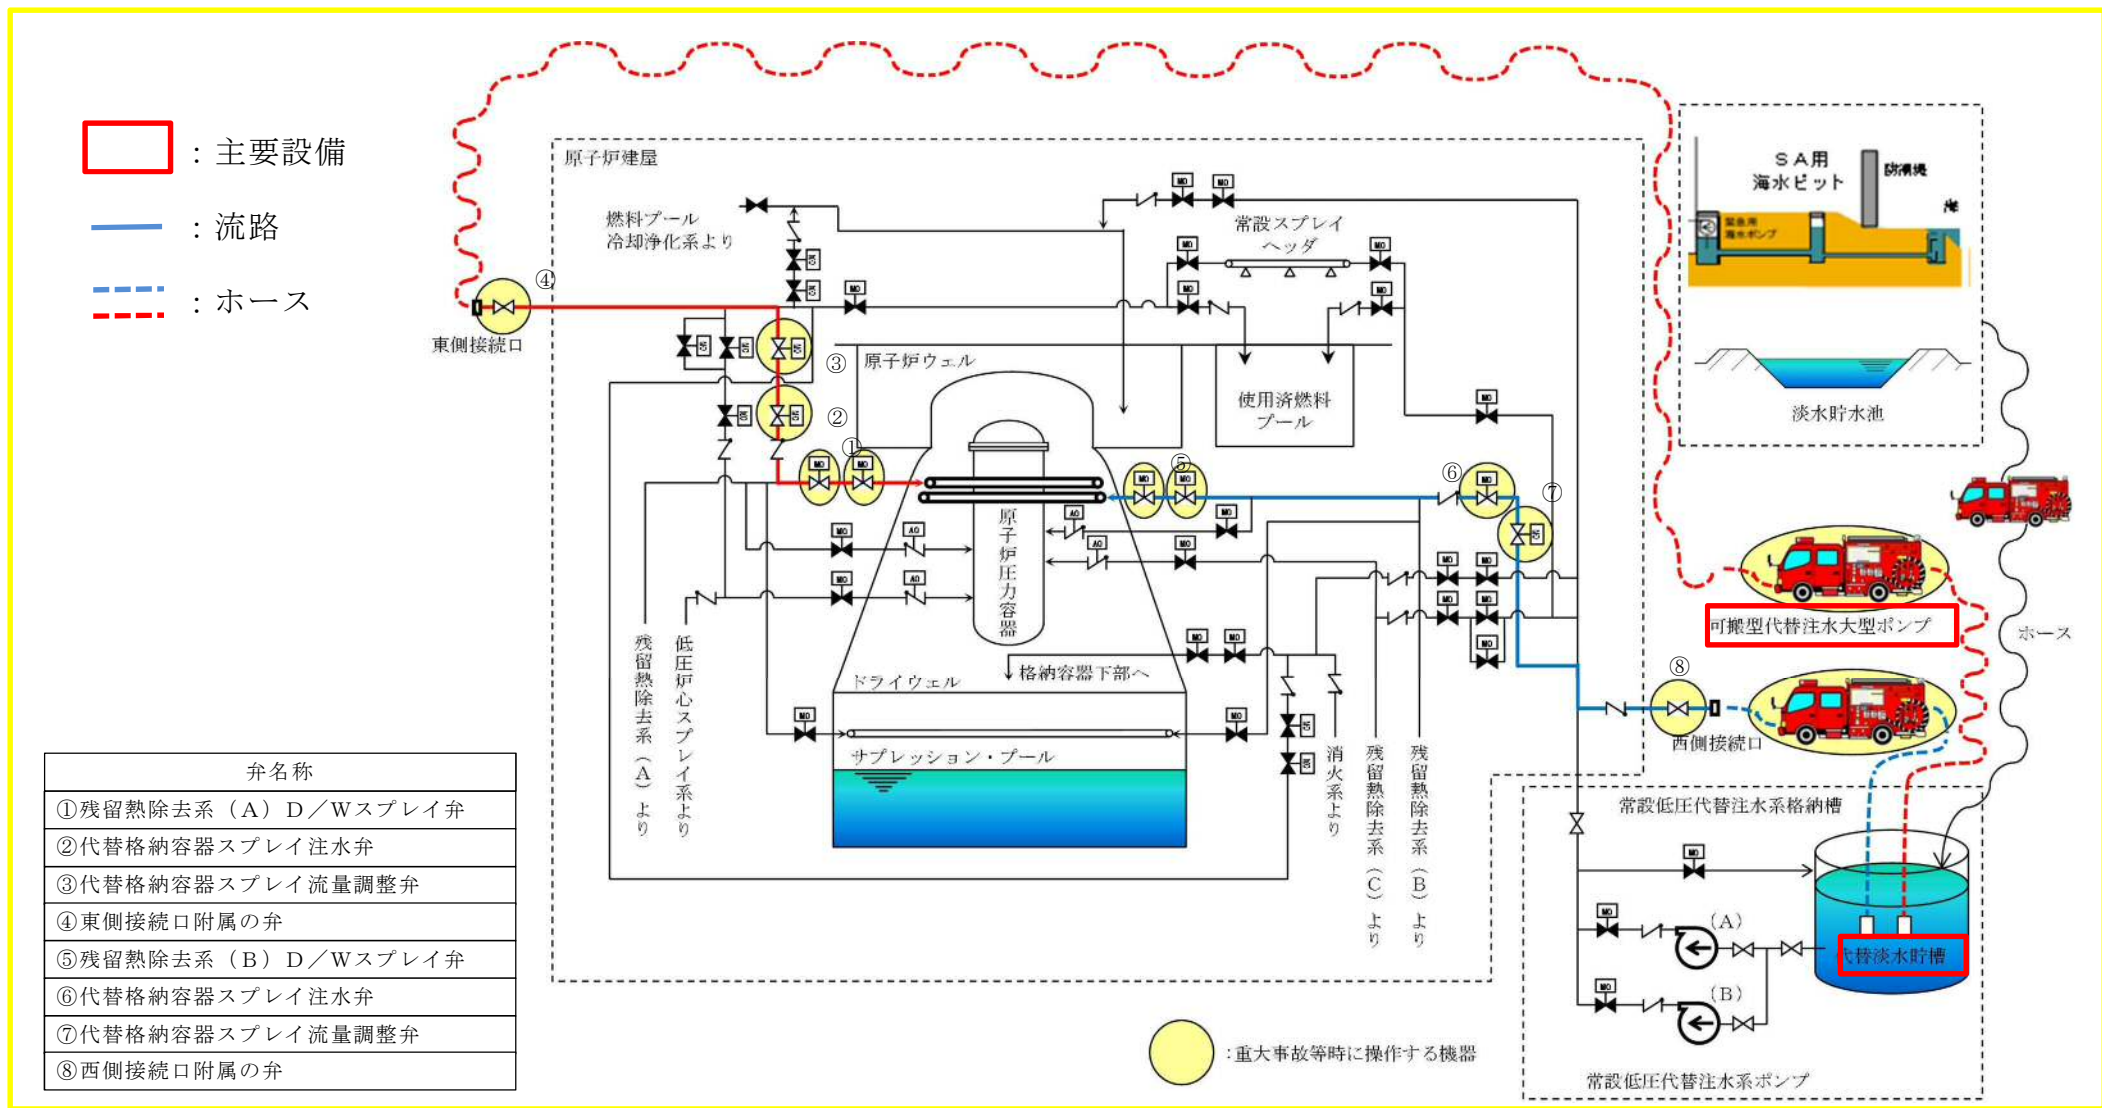 ：主要設備
：流路
：ホース
原子炉建屋
燃料プール
冷却浄化系より
常設スプレイ
ヘッダ
ＳＡ用
海水ピット
防潮堤
海
緊急用
海水ポンプ
淡水貯水池
④
東側接続口
③
②
①
原子炉ウェル
使用済燃料
プール
⑤
⑥
⑦
⑧
原子炉圧力容器
残留熱除去系（Ａ）より
低圧炉心スプレイ系より
ドライウェル
格納容器下部へ
サプレッション・プール
消火系より
残留熱除去系（Ｃ）より
残留熱除去系（Ｂ）より
可搬型代替注水大型ポンプ
ホース
西側接続口
常設低圧代替注水系格納槽
(A)
(B)
代替淡水貯槽
常設低圧代替注水系ポンプ
：重大事故等時に操作する機器
弁名称
①残留熱除去系（Ａ）Ｄ／Ｗスプレイ弁
②代替格納容器スプレイ注水弁
③代替格納容器スプレイ流量調整弁
④東側接続口附属の弁
⑤残留熱除去系（Ｂ）Ｄ／Ｗスプレイ弁
⑥代替格納容器スプレイ注水弁
⑦代替格納容器スプレイ流量調整弁
⑧西側接続口附属の弁